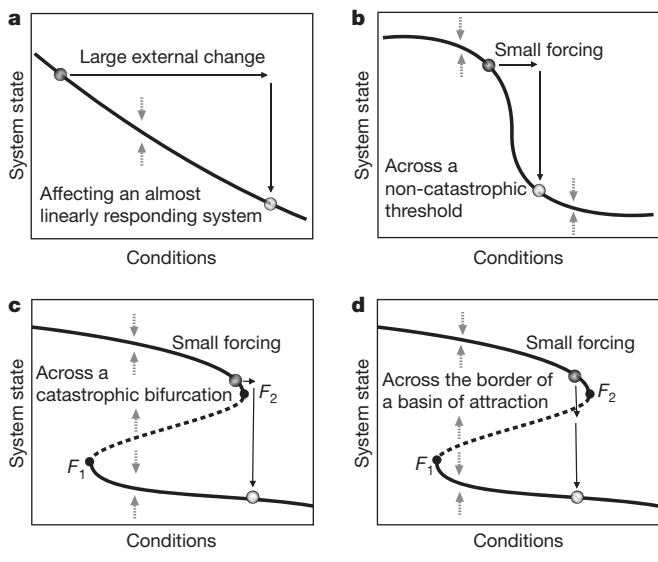 a
Large external change
System state
Affecting an almost
linearly responding system
Conditions
b
Small forcing
System state
Across a
non-catastrophic
threshold
Conditions
c
Small forcing
System state
Across a
catastrophic bifurcation
F2
F1
Conditions
d
Small forcing
System state
Across the border of
a basin of attraction
F2
F1
Conditions